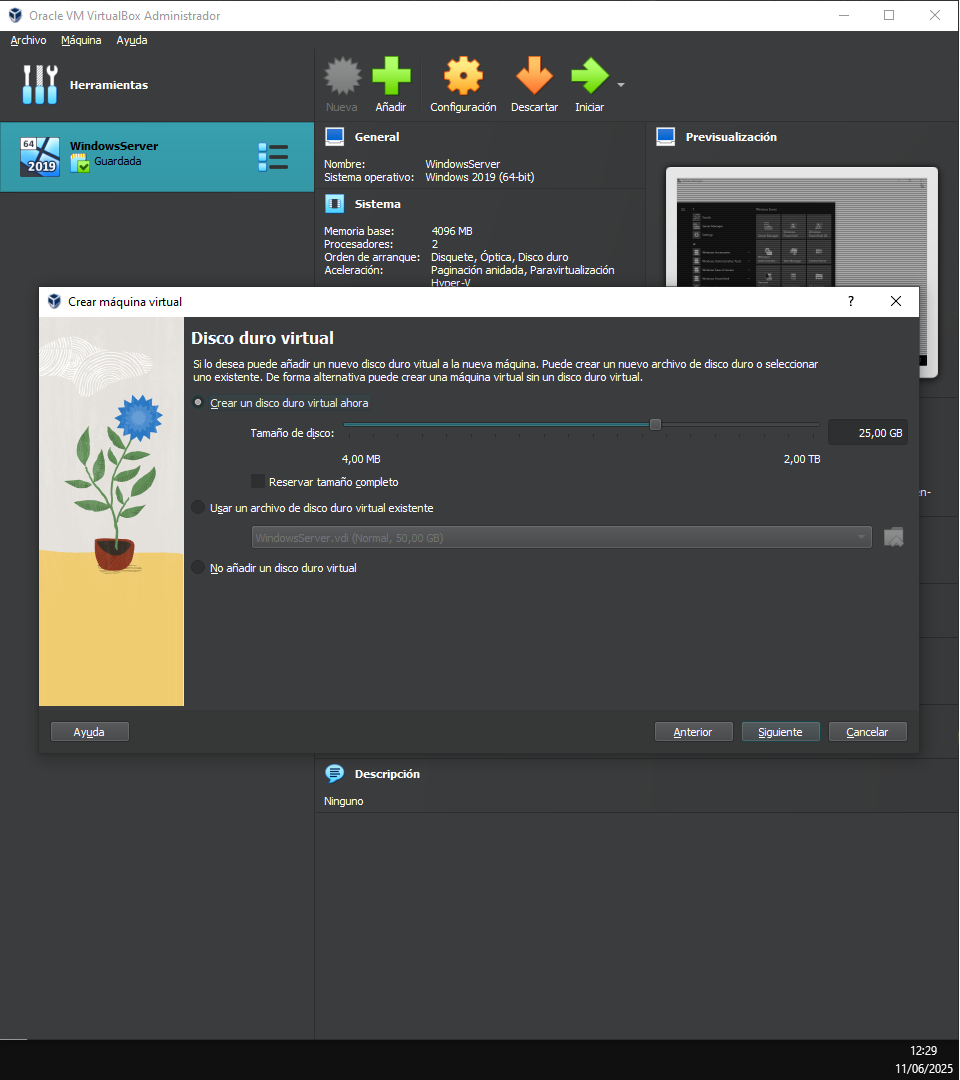 Oracle VM VirtualBox Administrador
Archivo Máquina Ayuda
Herramientas
Nueva Añadir Configuración Descartar Iniciar
64
2019
WindowsServer
Guardada
General
Nombre: WindowsServer
Sistema operativo: Windows 2019 (64-bit)
Sistema
Memoria base: 4096 MB
Procesadores: 2
Orden de arranque: Disquete, Óptica, Disco duro
Aceleración: Paginación anidada, Paravirtualización
Hyper-V
Previsualización
Crear máquina virtual
Disco duro virtual
Si lo desea puede añadir un nuevo disco duro vitual a la nueva máquina. Puede crear un nuevo archivo de disco duro o seleccionar
uno existente. De forma alternativa puede crear una máquina virtual sin un disco duro virtual.
Crear un disco duro virtual ahora
Tamaño de disco: 25,00 GB
4,00 MB 2,00 TB
Reservar tamaño completo
Usar un archivo de disco duro virtual existente
WindowsServer.vdi (Normal, 50,00 GB)
No añadir un disco duro virtual
Ayuda Anterior Siguiente Cancelar
en-
Descripción
Ninguno
12:29
11/06/2025